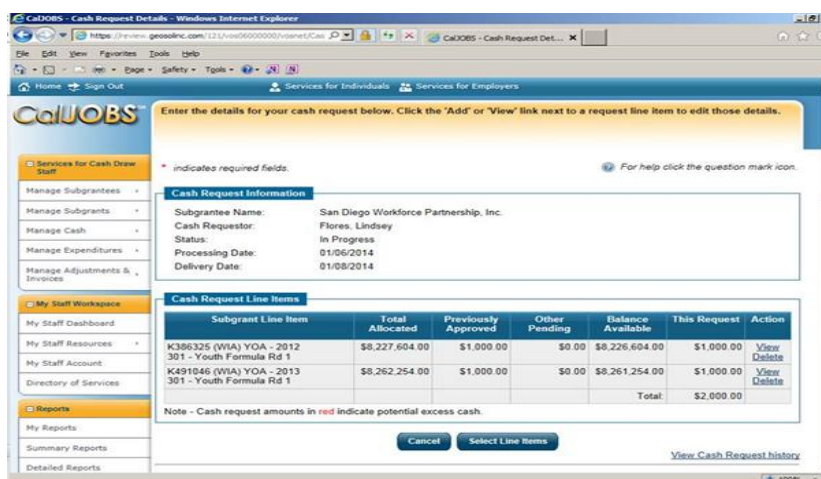 CalJOBS - Cash Request Details - Windows Internet Explorer
https://review.geosolinc.com/121/vos06000000/vosnet/Cas
CalJOBS - Cash Request Det...
File Edit View Favorites Tools Help
Page Safety Tools
Home Sign Out Services for Individuals Services for Employers
CalJOBS
Enter the details for your cash request below. Click the 'Add' or 'View' link next to a request line item to edit those details.
Services for Cash Draw Staff
Manage Subgrantees
Manage Subgrants
Manage Cash
Manage Expenditures
Manage Adjustments & Invoices
My Staff Workspace
My Staff Dashboard
My Staff Resources
My Staff Account
Directory of Services
Reports
My Reports
Summary Reports
Detailed Reports
* indicates required fields.
For help click the question mark icon.
Cash Request Information
Subgrantee Name: San Diego Workforce Partnership, Inc.
Cash Requestor: Flores, Lindsey
Status: In Progress
Processing Date: 01/06/2014
Delivery Date: 01/08/2014
Cash Request Line Items
Subgrant Line Item Total Allocated Previously Approved Other Pending Balance Available This Request Action
K386325 (WIA) YOA - 2012 $8,227,604.00 $1,000.00 $0.00 $8,226,604.00 $1,000.00 View
301 - Youth Formula Rd 1 Delete
K491046 (WIA) YOA - 2013 $8,262,254.00 $1,000.00 $0.00 $8,261,254.00 $1,000.00 View
301 - Youth Formula Rd 1 Delete
Total: $2,000.00
Note - Cash request amounts in red indicate potential excess cash.
Cancel Select Line Items
View Cash Request history